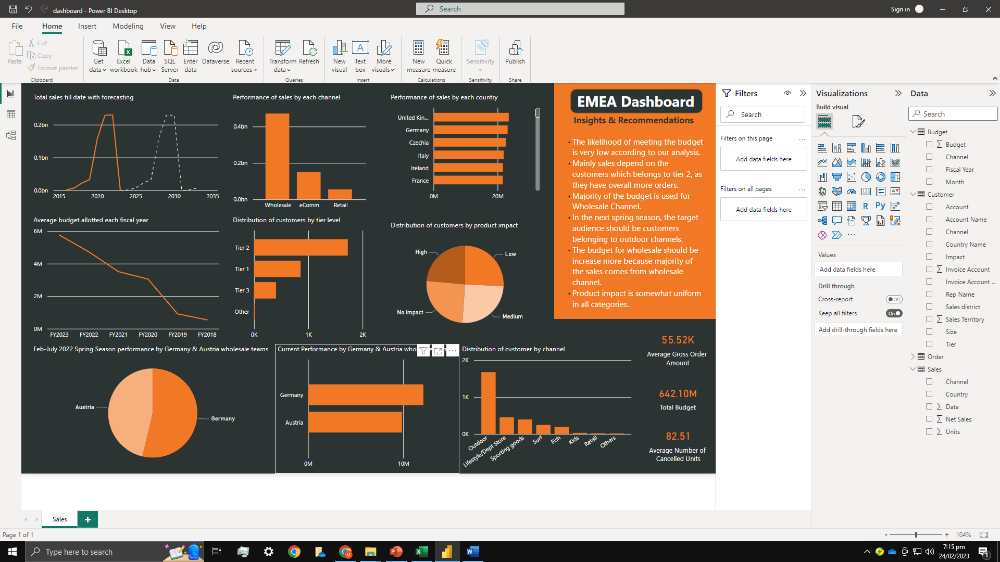 dashboard - Power BI Desktop
Search
Sign in
File
Home
Insert
Modeling
View
Help
Paste
Cut
Copy
Format painter
Clipboard
Get data
Excel workbook
Data hub
SQL Server
Enter data
Dataverse
Recent sources
Data
Transform data
Refresh
Queries
New visual
Text box
More visuals
Insert
New measure
Quick measure
Calculations
Sensitivity
Sensitivity
Publish
Share
Total sales till date with forecasting
0.2bn
0.1bn
0.0bn
2015
2020
2025
2030
2035
Performance of sales by each channel
0.4bn
0.2bn
0.0bn
Wholesale
eComm
Retail
Performance of sales by each country
United Kin...
Germany
Czechia
Italy
Ireland
France
0M
20M
EMEA Dashboard
Insights & Recommendations
· The likelihood of meeting the budget
is very low according to our analysis.
· Mainly sales depend on the
customers which belongs to tier 2, as
they have overall more orders.
· Majority of the budget is used for
Wholesale Channel.
· In the next spring season, the target
audience should be customers
belonging to outdoor channels.
· The budget for wholesale should be
increase more because majority of
the sales comes from wholesale
channel.
· Product impact is somewhat uniform
in all categories.
Average budget allotted each fiscal year
6M
4M
2M
0M
FY2023
FY2022
FY2021
FY2020
FY2019
FY2018
Distribution of customers by tier level
Tier 2
Tier 1
Tier 3
Other
0K
1K
2K
Distribution of customers by product impact
High
Low
No impact
Medium
Feb-July 2022 Spring Season performance by Germany & Austria wholesale teams
Austria
Germany
Current Performance by Germany & Austria
Germany
Austria
0M
10M
Distribution of customer by channel
2K
1K
0K
Outdoor
Lifestyle/Dept Store
Sporting goods
Surf
Fish
Kids
Retail
Others
55.52K
Average Gross Order
Amount
642.10M
Total Budget
82.51
Average Number of
Cancelled Units
Filters
Search
Filters on this page
...
Add data fields here
Filters on all pages
...
Add data fields here
Visualizations
Build visual
123
R
Py
...
Values
Add data fields here
Drill through
Cross-report
Off
Keep all filters
On
Add drill-through fields here
Data
Search
Budget
Budget
Channel
Fiscal Year
Month
Customer
Account
Account Name
Channel
Country Name
Impact
Invoice Account
Invoice Account ...
Rep Name
Sales district
Sales Territory
Size
Tier
Order
Sales
Channel
Country
Date
Net Sales
Units
Sales
+
Page 1 of 1
-
+
104%
Type here to search
7:15 pm
24/02/2023
1